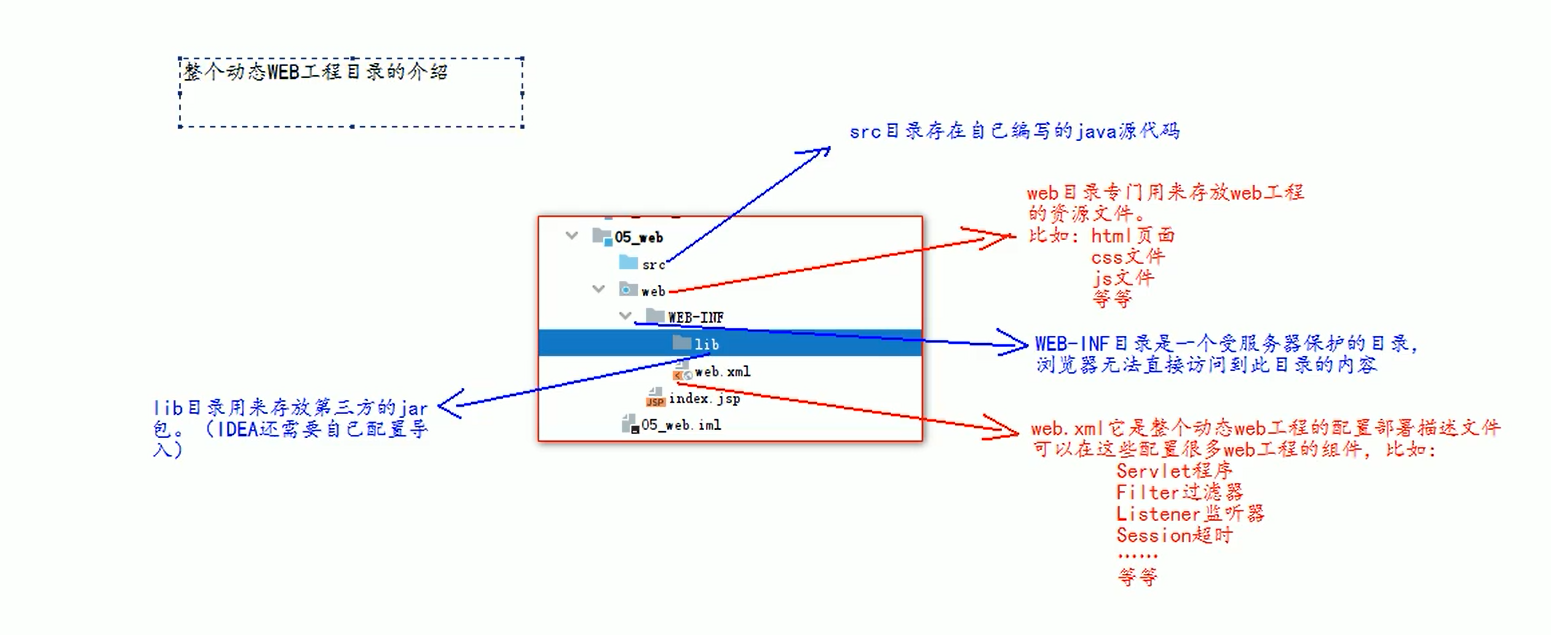 整个动态WEB工程目录的介绍
src目录存在自己编写的java源代码
web目录专门用来存放web工程
的资源文件。
比如：html页面
css文件
js文件
等等
05_web
src
web
WEB-INF
lib
web.xml
index.jsp
05_web.iml
WEB-INF目录是一个受服务器保护的目录，
浏览器无法直接访问到此目录的内容
lib目录用来存放第三方的jar
包。（IDEA还需要自己配置导
入）
web.xml它是整个动态web工程的配置部署描述文件
可以在这些配置很多web工程的组件，比如：
Servlet程序
Filter过滤器
Listener监听器
Session超时
……
等等